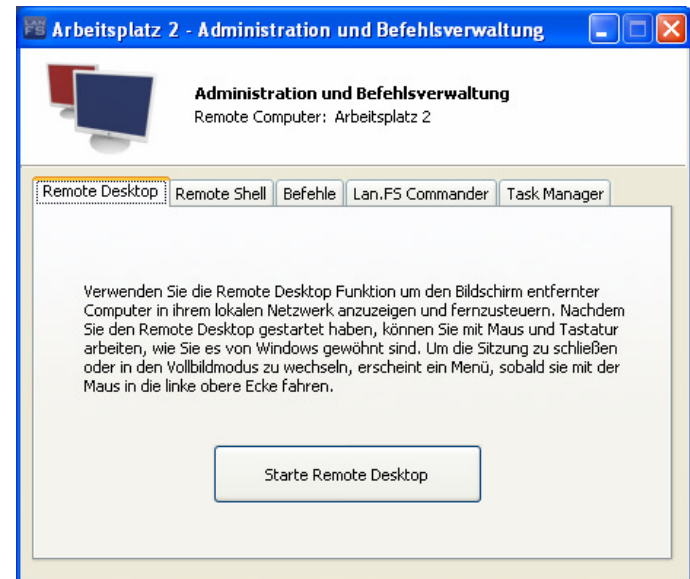 LAN
FS
Arbeitsplatz 2 - Administration und Befehlsverwaltung
Administration und Befehlsverwaltung
Remote Computer: Arbeitsplatz 2
Remote Desktop Remote Shell Befehle Lan.FS Commander Task Manager
Verwenden Sie die Remote Desktop Funktion um den Bildschirm entfernter
Computer in ihrem lokalen Netzwerk anzuzeigen und fernzusteuern. Nachdem
Sie den Remote Desktop gestartet haben, können Sie mit Maus und Tastatur
arbeiten, wie Sie es von Windows gewöhnt sind. Um die Sitzung zu schließen
oder in den Vollbildmodus zu wechseln, erscheint ein Menü, sobald sie mit der
Maus in die linke obere Ecke fahren.
Starte Remote Desktop